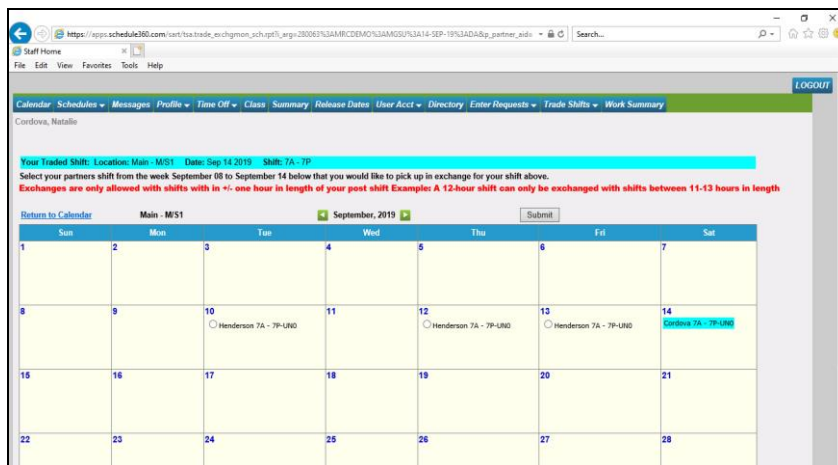 https://apps.schedule360.com/sart/tsa.trade_exchgmon_sch.rpt?i_arg=280063%3AMRCDEMO%3AMGSU%3A14-SEP-19%3ADA&p_partner_aid=
Search...
Staff Home
File Edit View Favorites Tools Help
LOGOUT
Calendar Schedules Messages Profile Time Off Class Summary Release Dates User Acct Directory Enter Requests Trade Shifts Work Summary
Cordova, Natalie
Your Traded Shift: Location: Main - M/S1 Date: Sep 14 2019 Shift: 7A - 7P
Select your partners shift from the week September 08 to September 14 below that you would like to pick up in exchange for your shift above.
Exchanges are only allowed with shifts with in +/- one hour in length of your post shift Example: A 12-hour shift can only be exchanged with shifts between 11-13 hours in length
Return to Calendar Main - M/S1 September, 2019 Submit
Sun Mon Tue Wed Thu Fri Sat
1 2 3 4 5 6 7
8 9 10 11 12 13 14
Henderson 7A - 7P-UN0 Henderson 7A - 7P-UN0 Henderson 7A - 7P-UN0 Cordova 7A - 7P-UN0
15 16 17 18 19 20 21
22 23 24 25 26 27 28